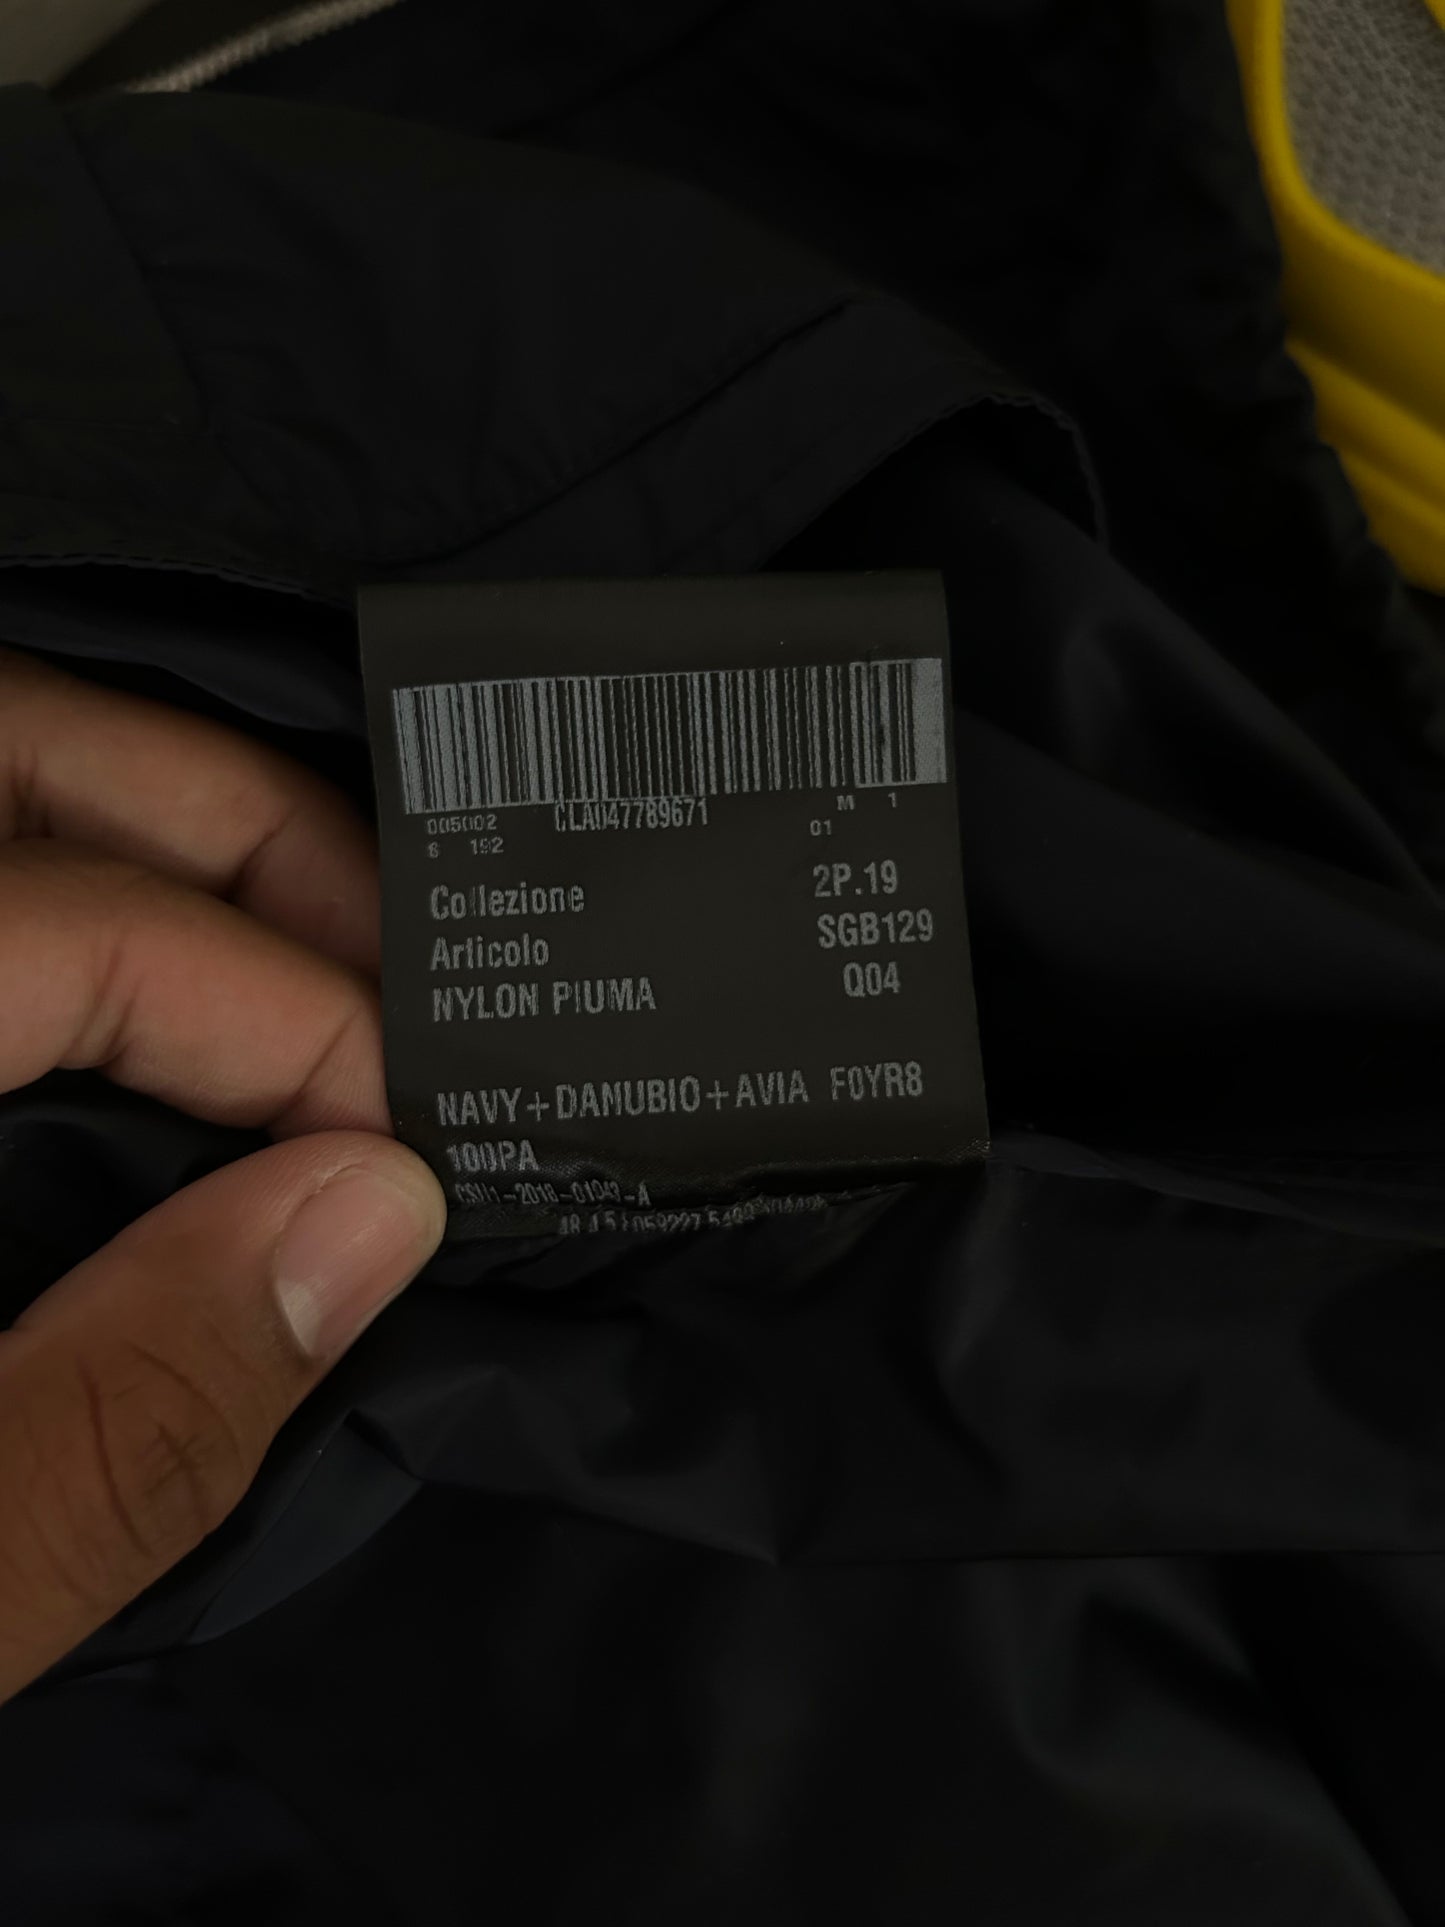 005002 CLA047789671 01 M 1
6 192
Collezione 2P.19
Articolo SGB129
NYLON PIUMA Q04
NAVY+DANUBIO+AVIA F0YR8
100PA